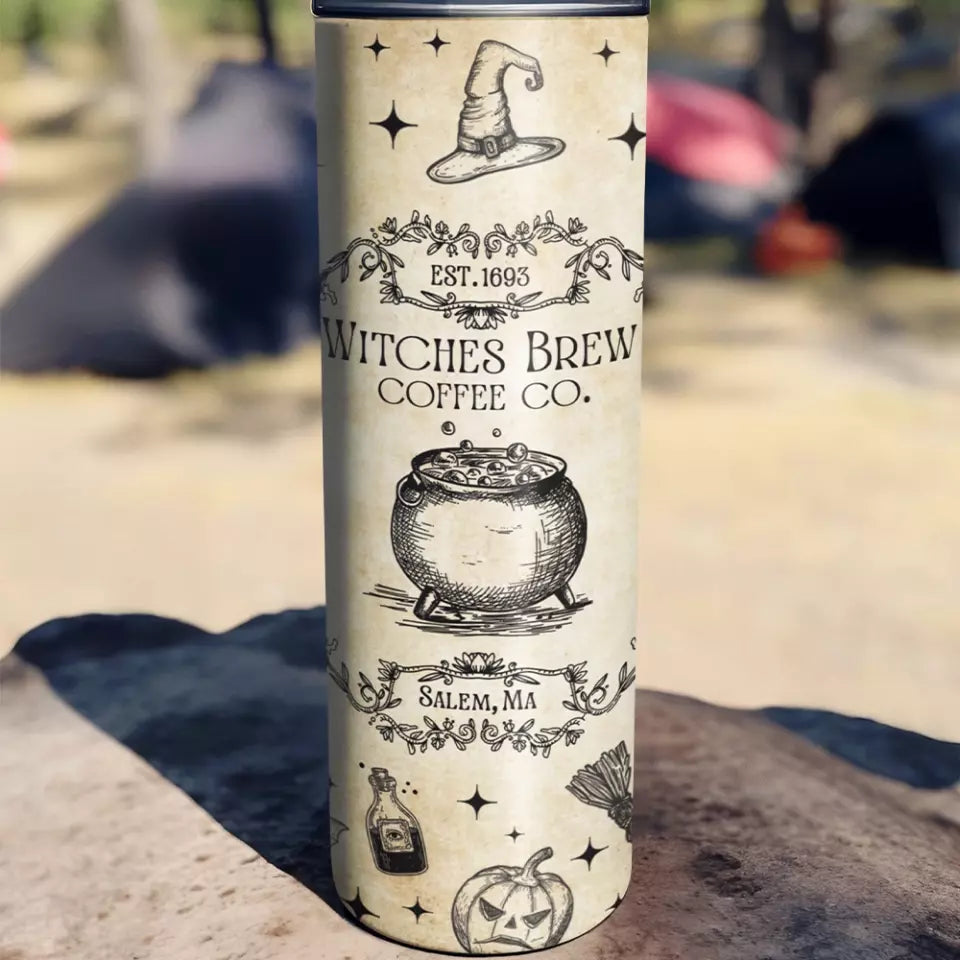 EST. 1693
WITCHES BREW
COFFEE CO.
SALEM, MA